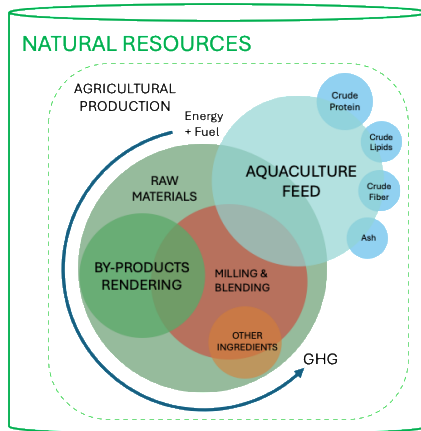 NATURAL RESOURCES
AGRICULTURAL
PRODUCTION
Energy
+ Fuel
Crude
Protein
Crude
Lipids
Crude
Fiber
Ash
AQUACULTURE
FEED
RAW
MATERIALS
BY-PRODUCTS
RENDERING
MILLING &
BLENDING
OTHER
INGREDIENTS
GHG